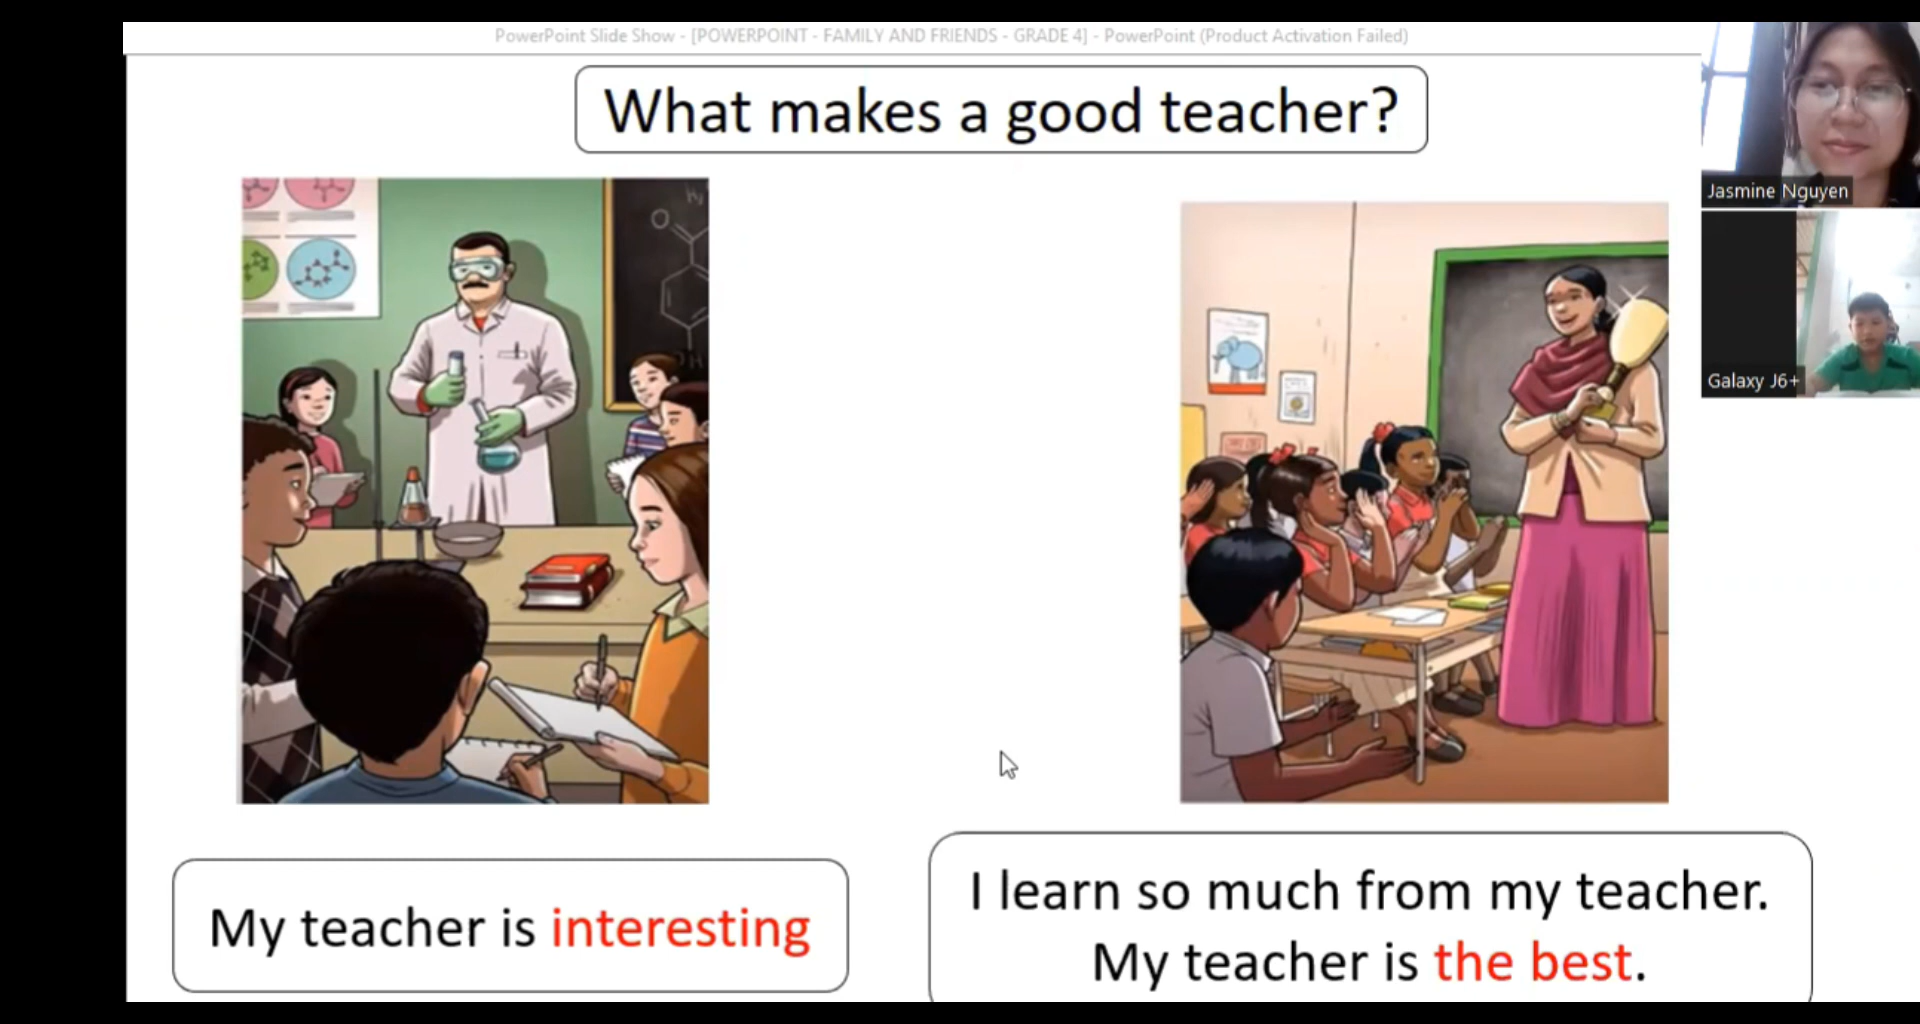 PowerPoint Slide Show - [POWERPOINT - FAMILY AND FRIENDS - GRADE 4] - PowerPoint (Product Activation Failed)
What makes a good teacher?
Jasmine Nguyen
Galaxy J6+
My teacher is interesting
I learn so much from my teacher.
My teacher is the best.